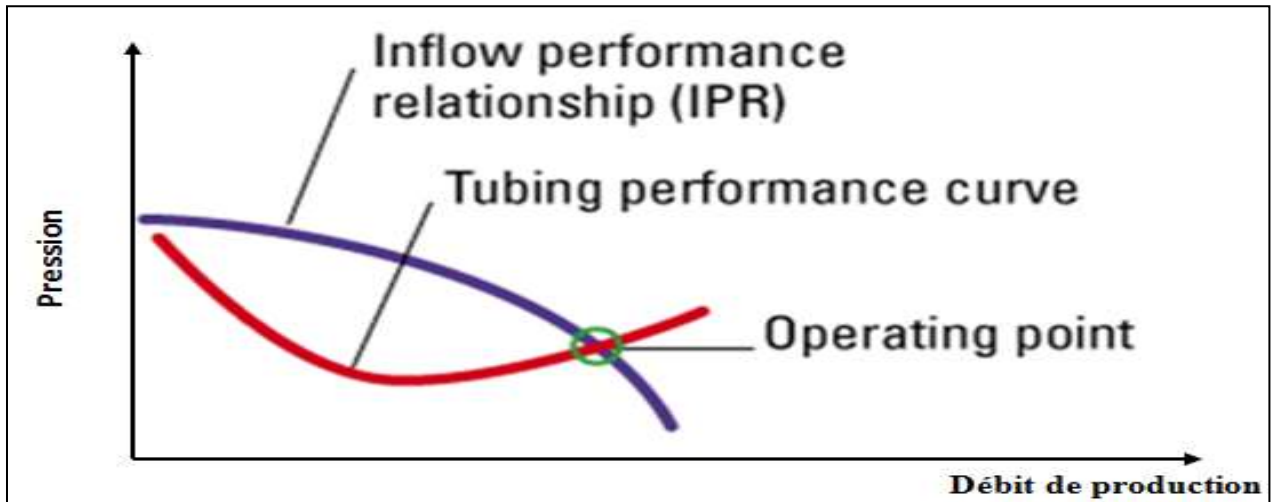 Inflow performance
relationship (IPR)
Tubing performance curve
Pression
Operating point
Débit de production